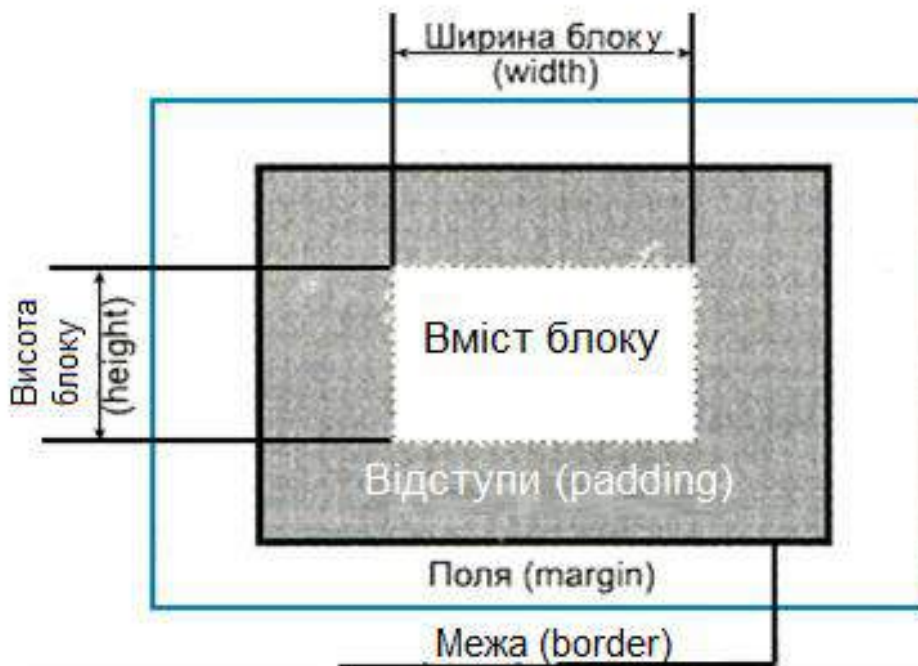 Ширина блоку
(width)
Висота
блоку
(height)
Вміст блоку
Відступи (padding)
Поля (margin)
Межа (border)